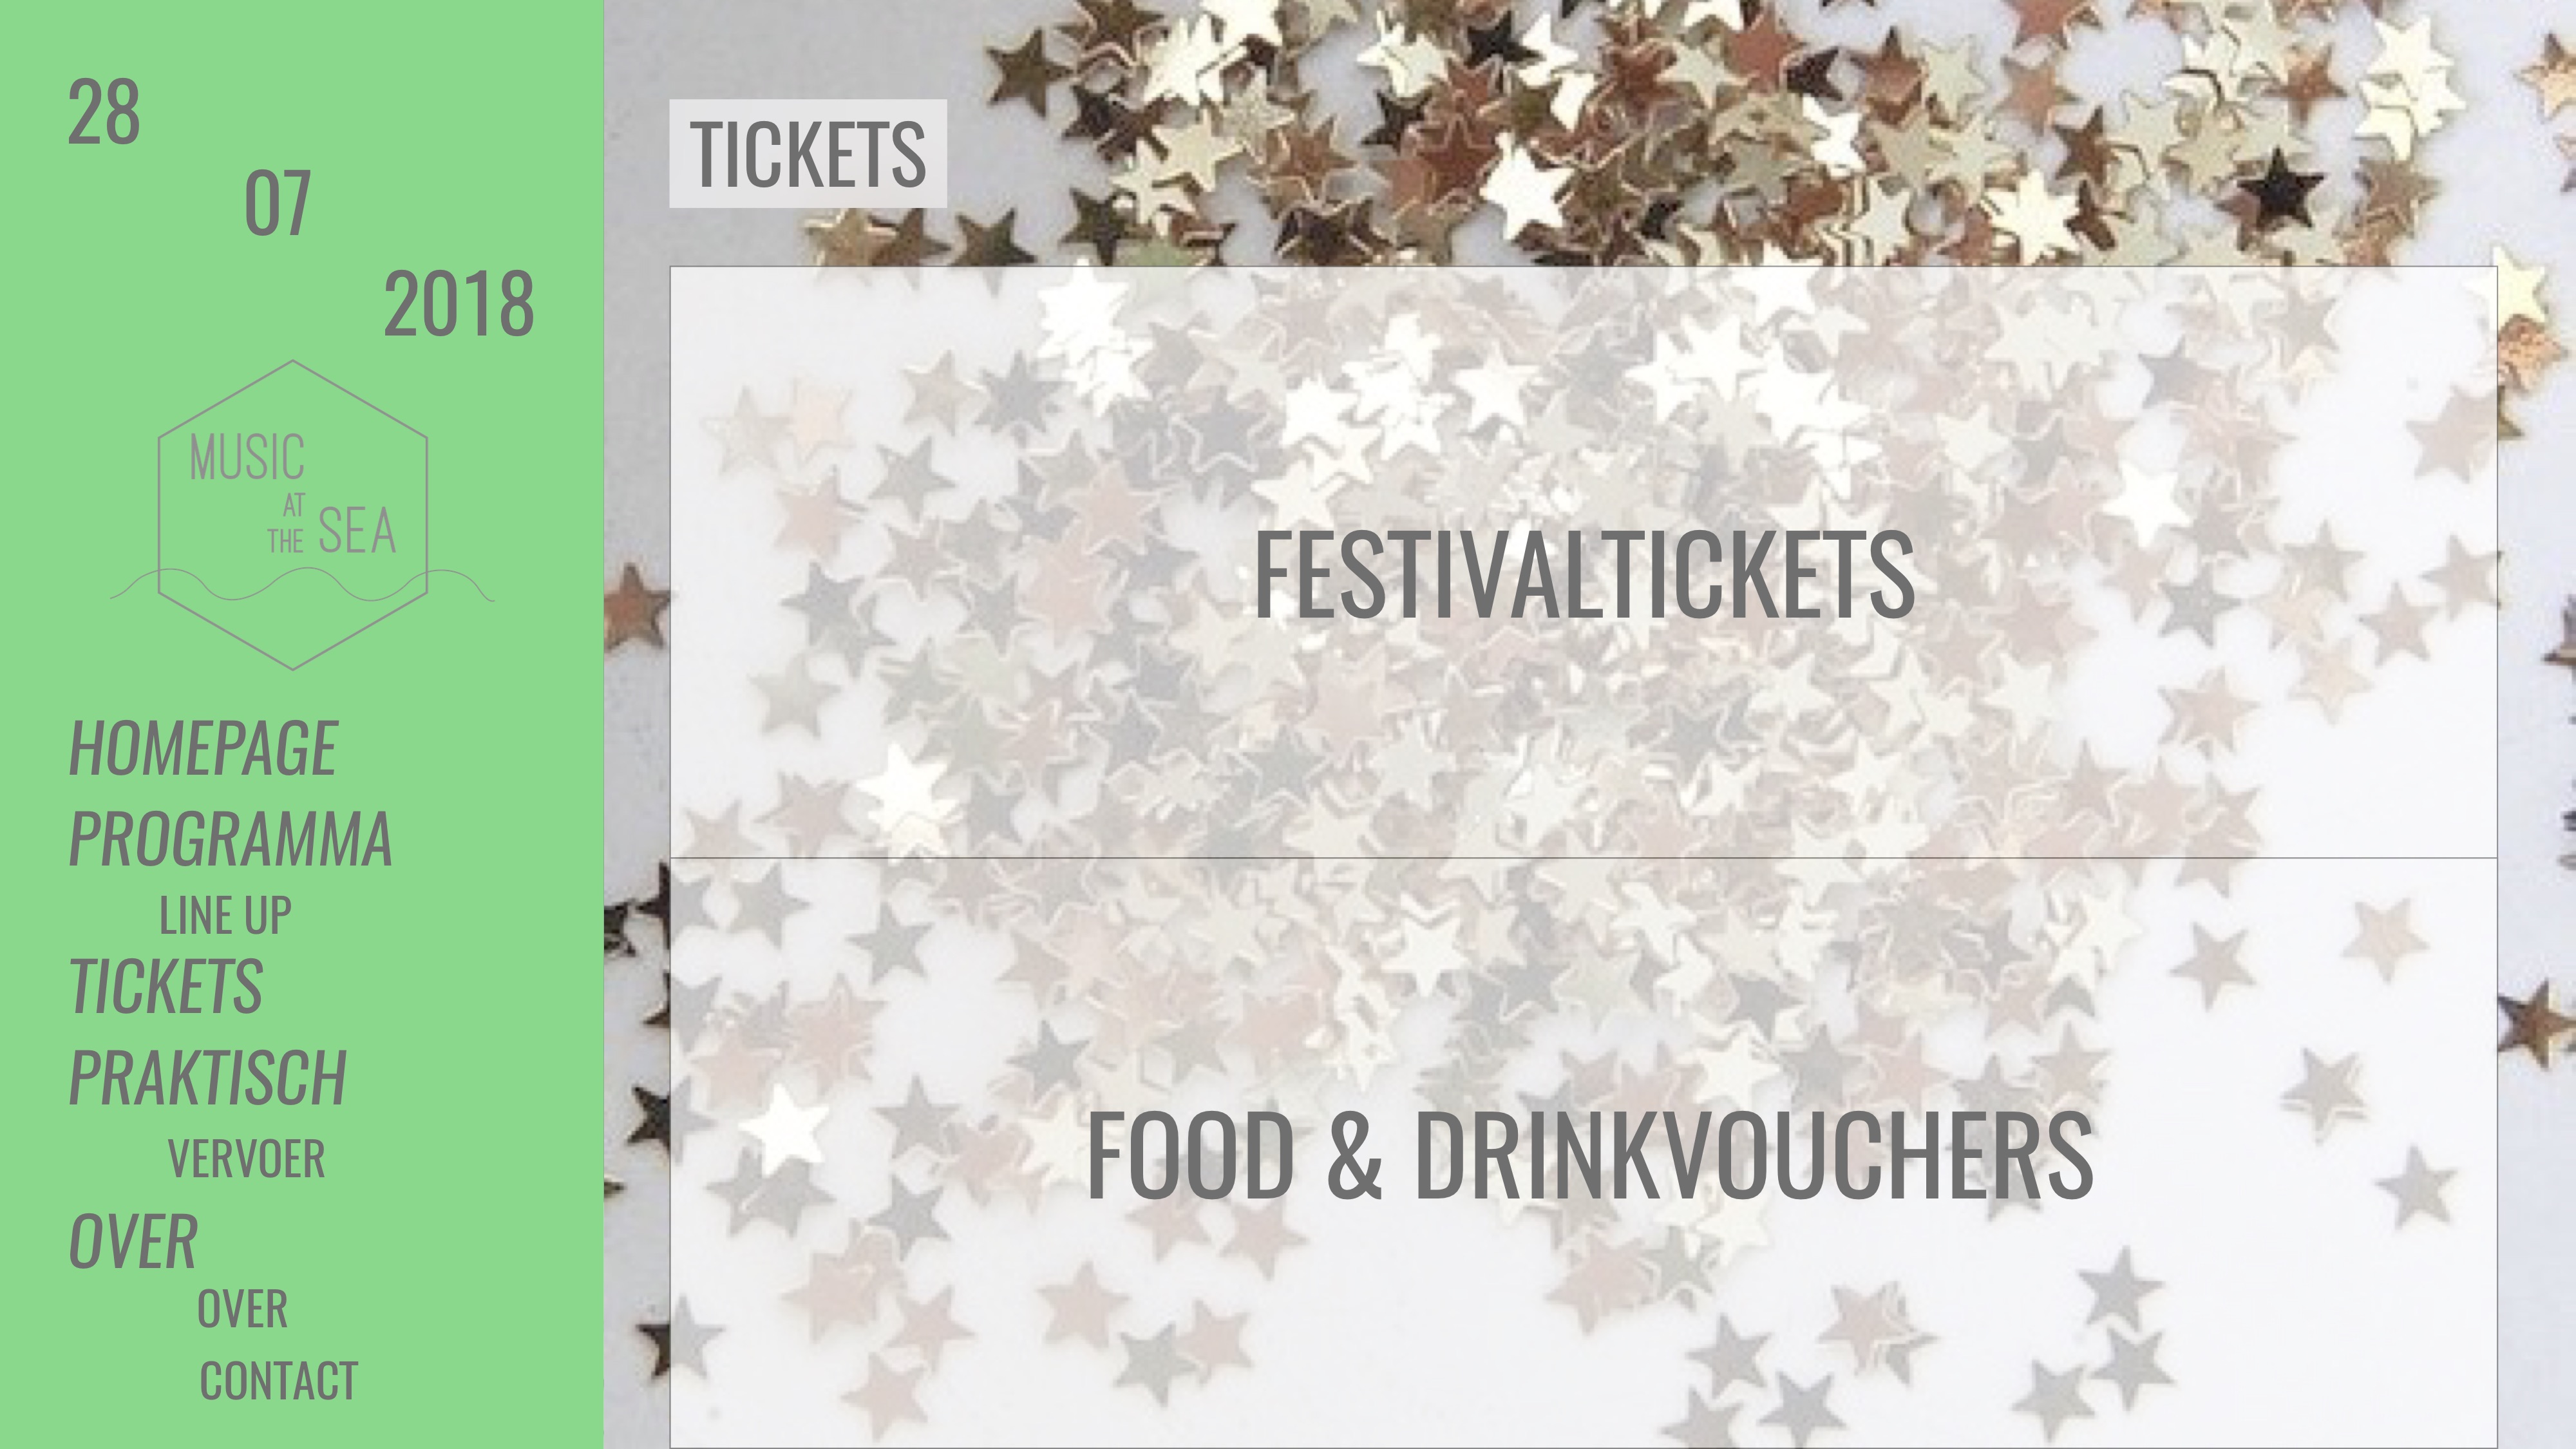 28
07
2018
MUSIC
AT
THE SEA
HOMEPAGE
PROGRAMMA
LINE UP
TICKETS
PRAKTISCH
VERVOER
OVER
OVER
CONTACT
TICKETS
FESTIVALTICKETS
FOOD & DRINKVOUCHERS